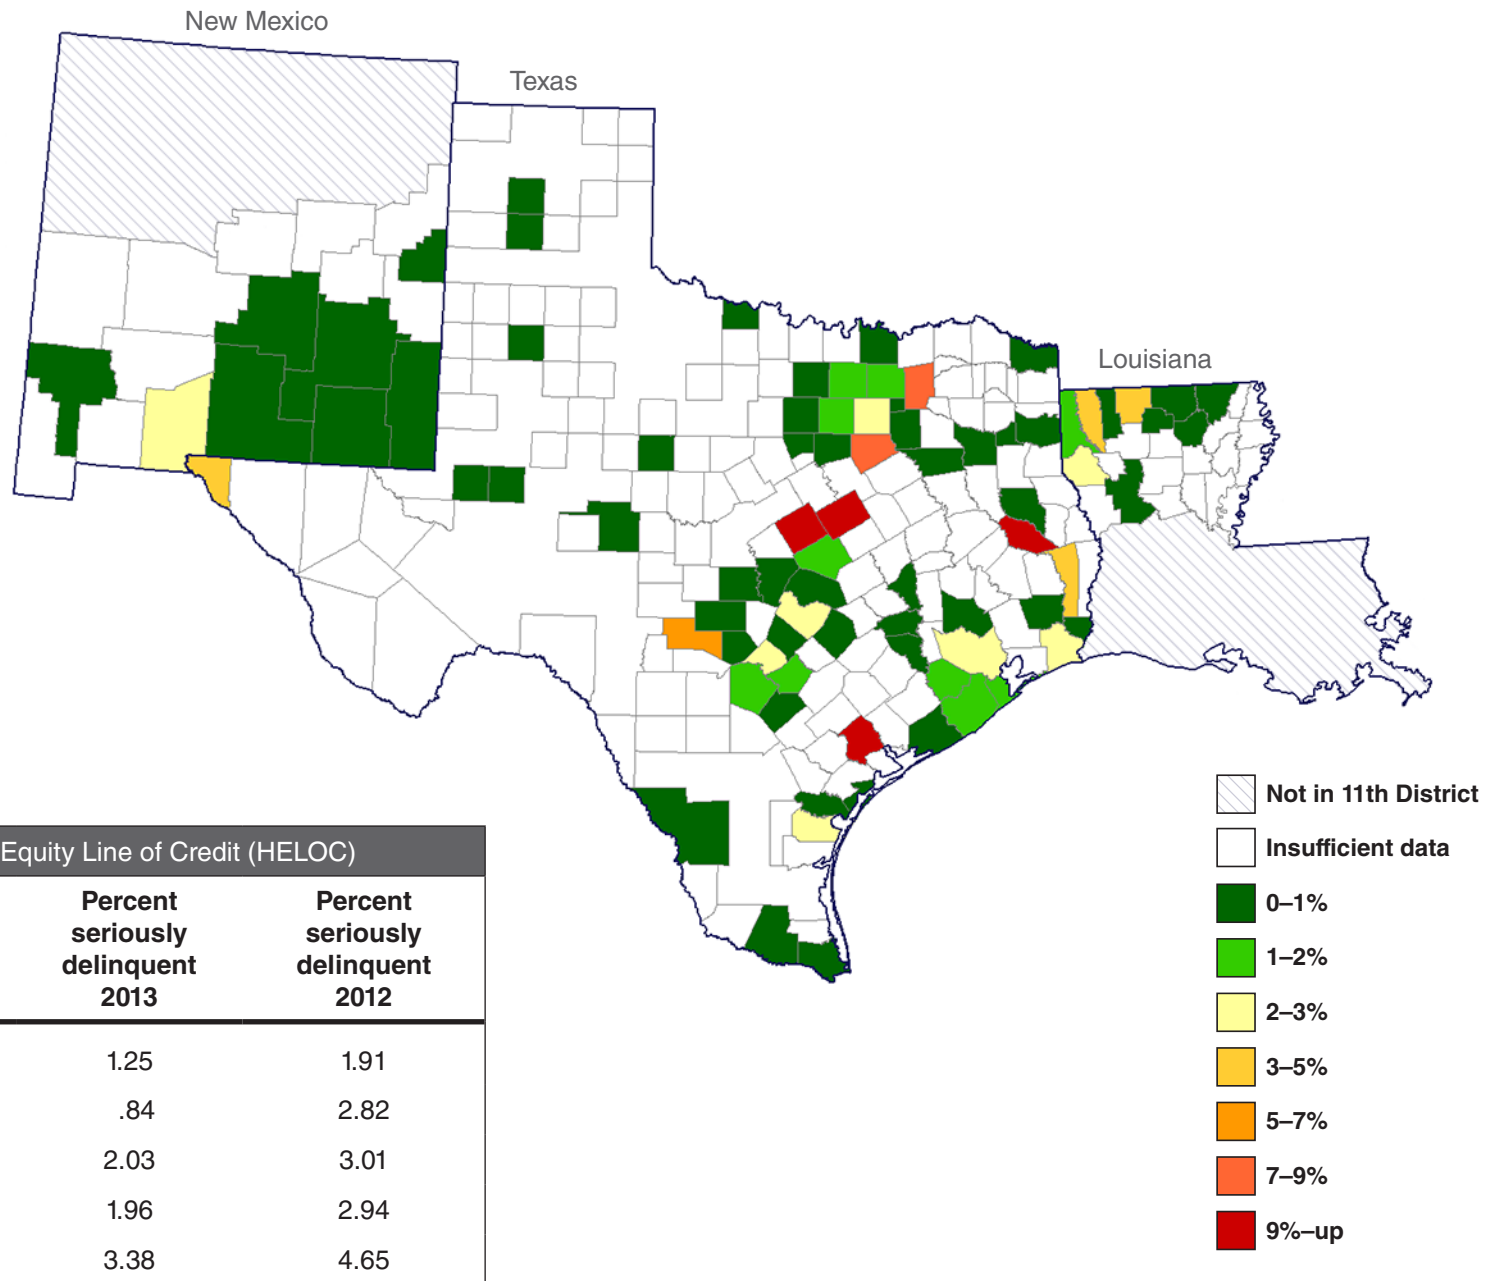 New Mexico
Texas
Louisiana
Not in 11th District
Insufficient data
0–1%
1–2%
2–3%
3–5%
5–7%
7–9%
9%–up
Equity Line of Credit (HELOC)
Percent seriously delinquent 2013
Percent seriously delinquent 2012
1.25 1.91
.84 2.82
2.03 3.01
1.96 2.94
3.38 4.65